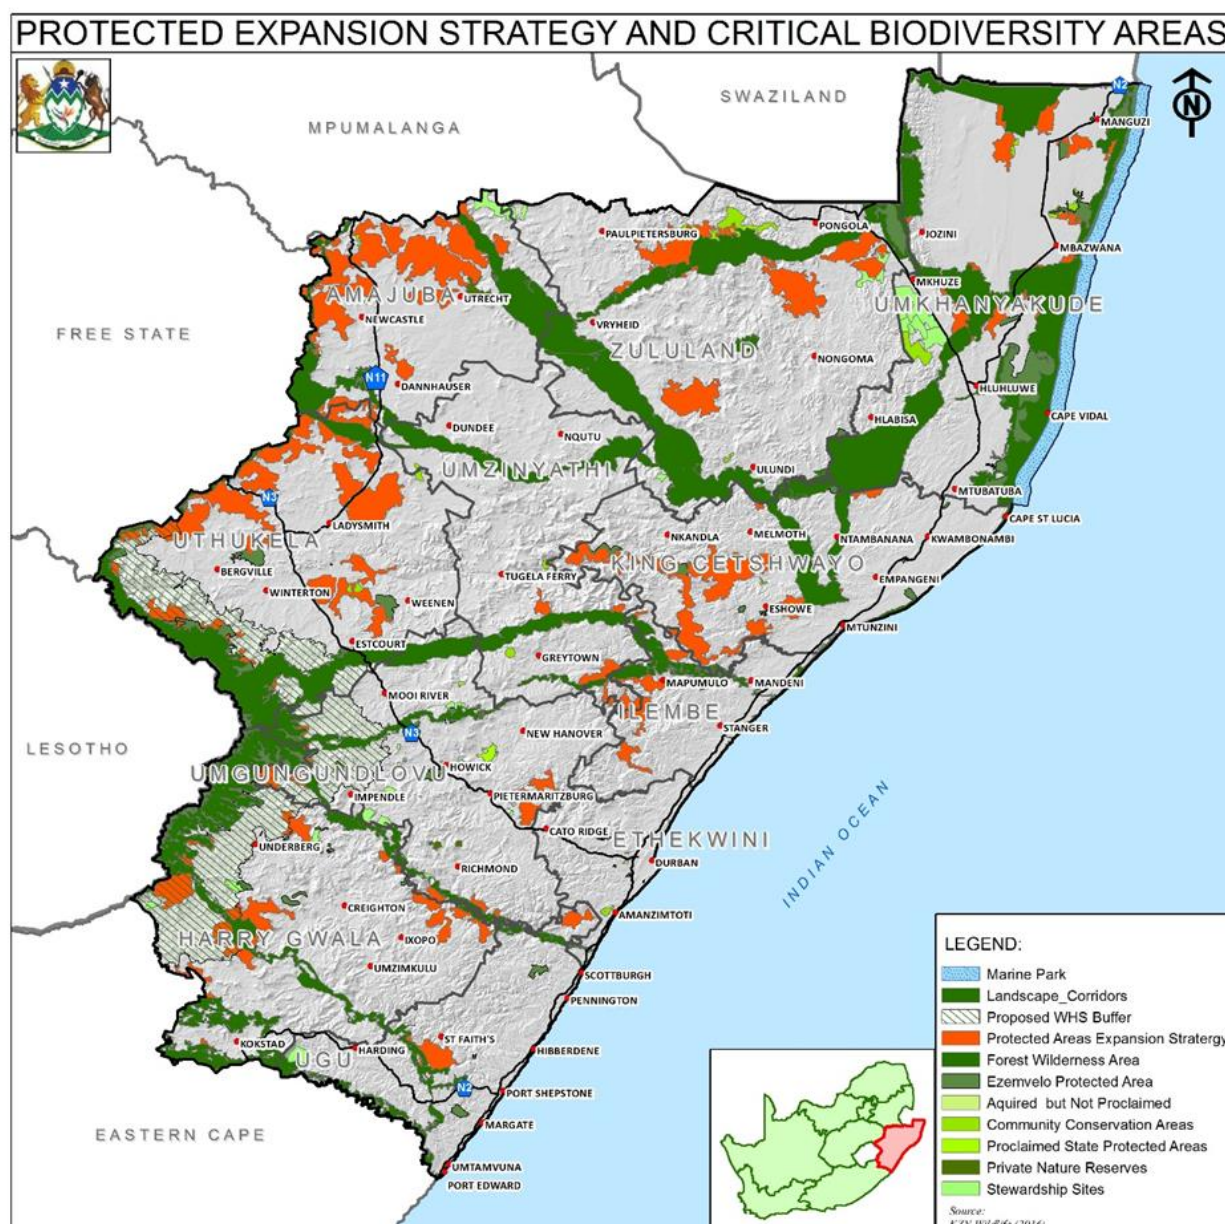 PROTECTED EXPANSION STRATEGY AND CRITICAL BIODIVERSITY AREAS
SWAZILAND
MPUMALANGA
N2
N
MANGUZI
PAULPIETERSBURG
PONGOLA
JOZINI
MBAZWANA
MKHUZE
AMAJUBA
UTRECHT
UMKHANYAKUDE
NEWCASTLE
VRYHEID
FREE STATE
ZULULAND
NONGOMA
N11
DANNHAUSER
HLUHLUWE
HLABISA
CAPE VIDAL
DUNDEE
NQUTU
UMZINYATHI
ULUNDI
MTUBATUBA
N3
LADYSMITH
CAPE ST LUCIA
UTHUKELA
NKANDLA
MELMOTH
NTAMBANANA
KWAMBONAMBI
KING CETSHWAYO
BERGVILLE
TUGELA FERRY
EMPANGENI
WINTERTON
WEENEN
ESHOWE
MTUNZINI
ESTCOURT
GREYTOWN
MAPUMULO
MANDENI
MOOI RIVER
ILEMBE
STANGER
N3
NEW HANOVER
LESOTHO
UMGUNGUNDLOVU
HOWICK
IMPENDLE
PIETERMARITZBURG
CATO RIDGE
ETHEKWINI
INDIAN OCEAN
UNDERBERG
DURBAN
RICHMOND
CREIGHTON
AMANZIMTOTI
HARRY GWALA
IXOPO
UMZIMKULU
SCOTTBURGH
PENNINGTON
ST FAITH'S
KOKSTAD
HARDING
HIBBERDENE
UGU
N2
PORT SHEPSTONE
MARGATE
EASTERN CAPE
UMTAMVUNA
PORT EDWARD
LEGEND:
Marine Park
Landscape_Corridors
Proposed WHS Buffer
Protected Areas Expansion Stratergy
Forest Wilderness Area
Ezemvelo Protected Area
Aquired but Not Proclaimed
Community Conservation Areas
Proclaimed State Protected Areas
Private Nature Reserves
Stewardship Sites
Source:
KZN Wildlife (2016)